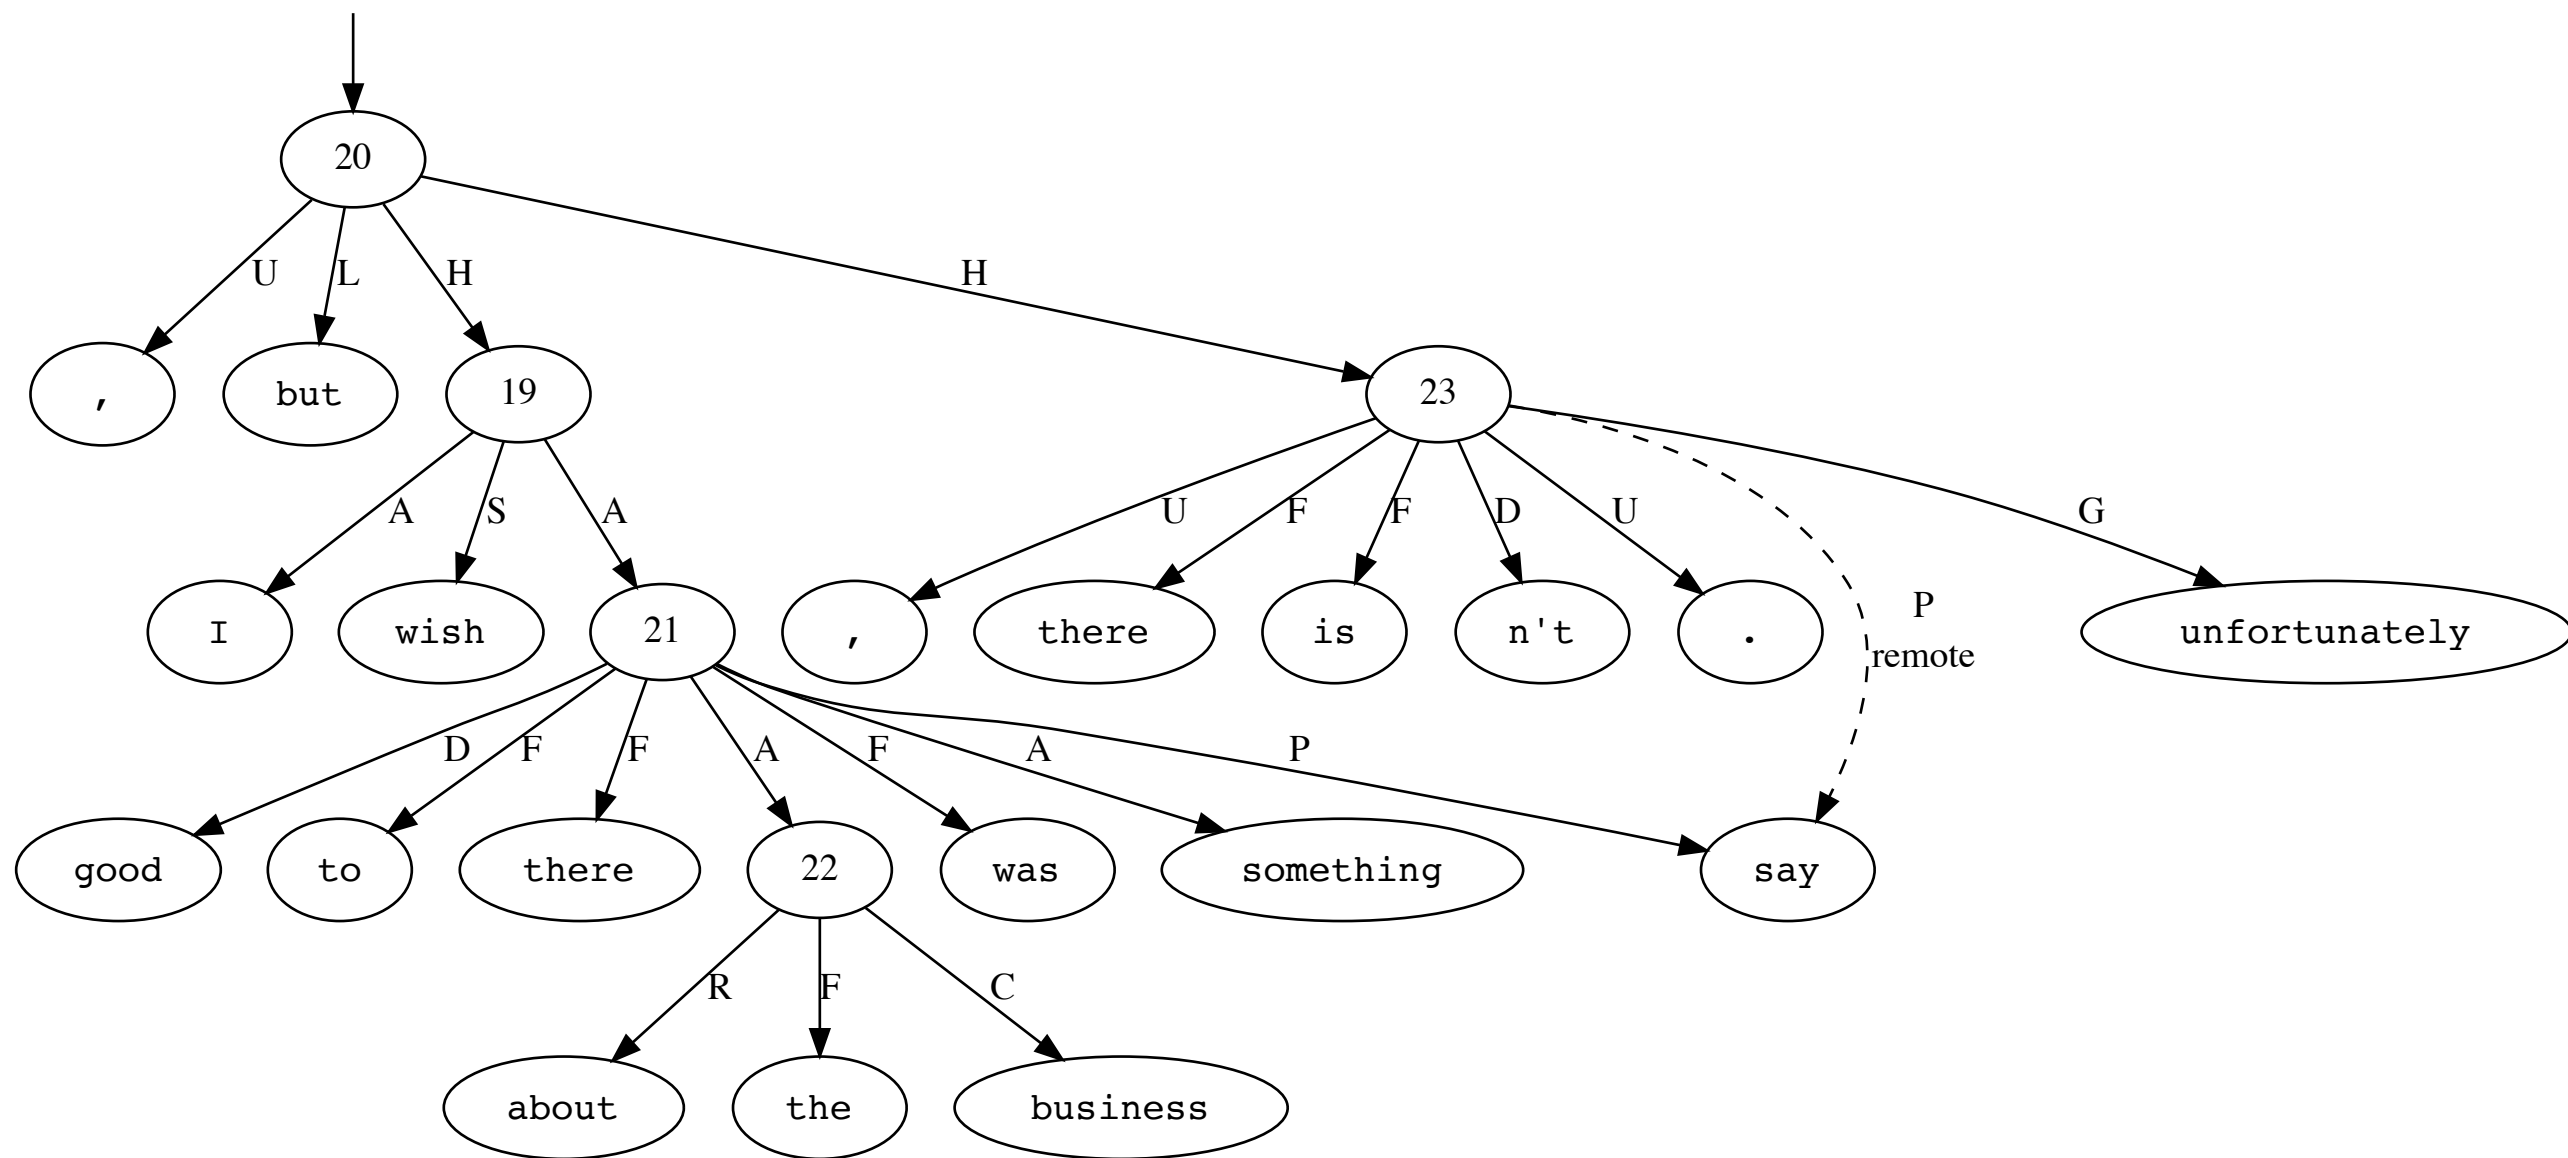 20
U L H H
, but 19 23
A S A U F F D U G
I wish 21 , there is n't . P remote unfortunately
D F F A F A P
good to there 22 was something say
R F C
about the business